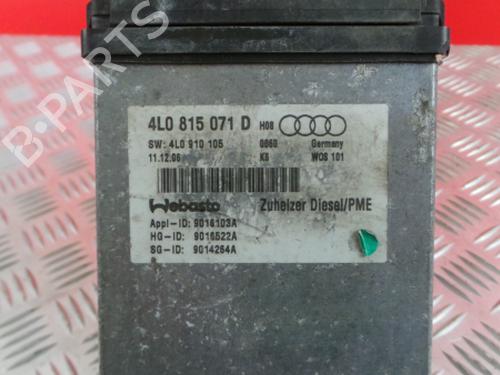 B-PARTS
4L0 815 071 D H08
SW: 4L0 910 105 0060 Germany
11.12.06 K5 WOS 101
Webasto Zuheizer Diesel/PME
Appl-ID: 9016103A
HG-ID: 9016522A
SG-ID: 9014264A